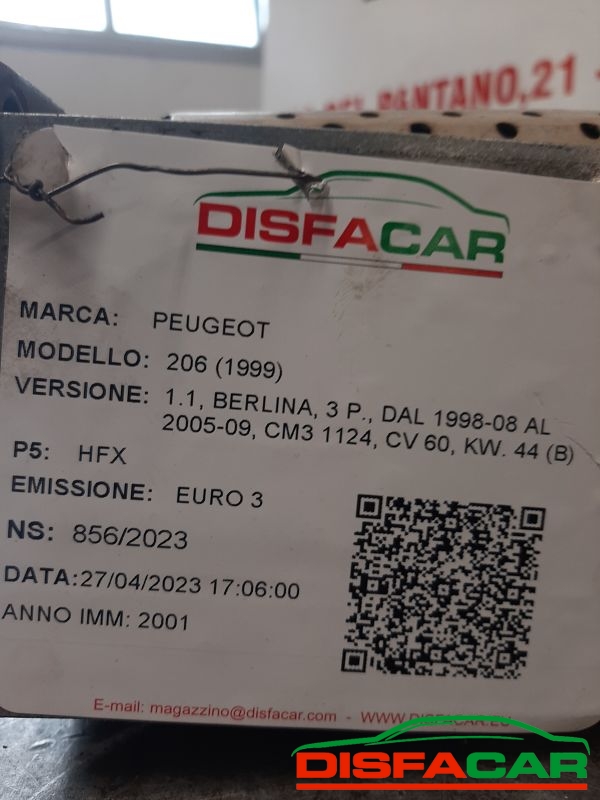 PANTANO,21
DISFACAR
MARCA: PEUGEOT
MODELLO: 206 (1999)
VERSIONE: 1.1, BERLINA, 3 P., DAL 1998-08 AL
2005-09, CM3 1124, CV 60, KW. 44 (B)
P5: HFX
EMISSIONE: EURO 3
NS: 856/2023
DATA:27/04/2023 17:06:00
ANNO IMM: 2001
E-mail: magazzino@disfacar.com - WWW.DISFACAR.EU
DISFACAR